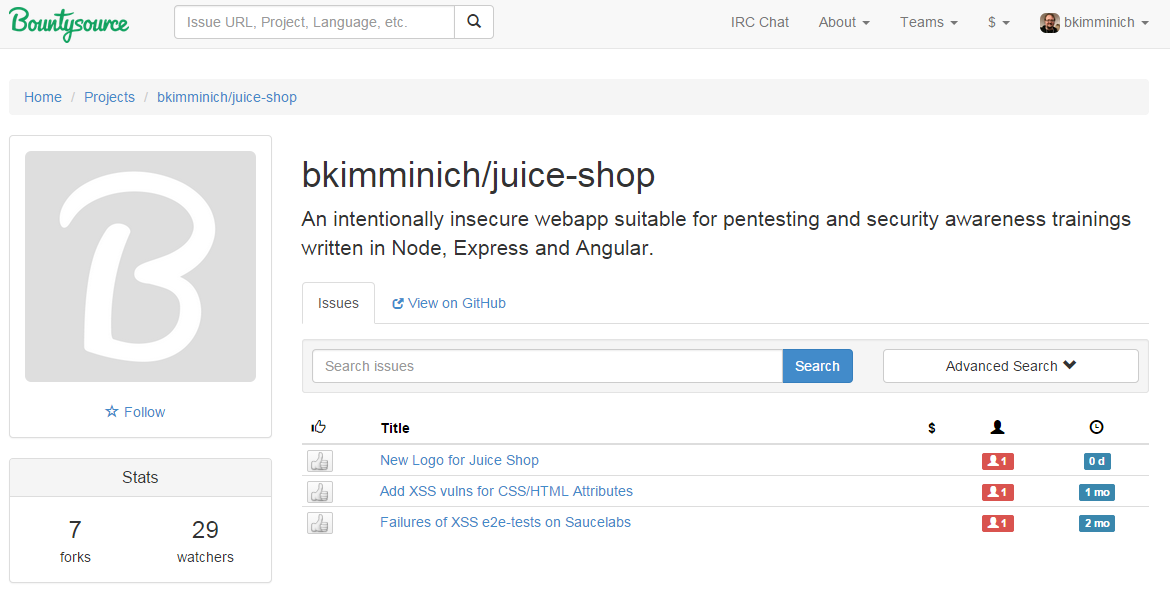 Bountysource
Issue URL, Project, Language, etc.
IRC Chat About Teams $ bkimminich
Home / Projects / bkimminich/juice-shop
bkimminich/juice-shop
An intentionally insecure webapp suitable for pentesting and security awareness trainings
written in Node, Express and Angular.
Issues View on GitHub
Search issues Search Advanced Search
Follow
Title $
New Logo for Juice Shop 1 0 d
Add XSS vulns for CSS/HTML Attributes 1 1 mo
Failures of XSS e2e-tests on Saucelabs 1 2 mo
Stats
7 29
forks watchers